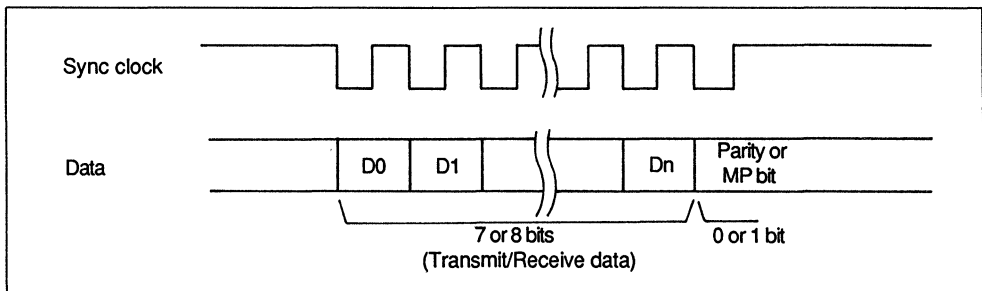 Sync clock
Data
D0
D1
Dn
Parity or
MP bit
7 or 8 bits
(Transmit/Receive data)
0 or 1 bit